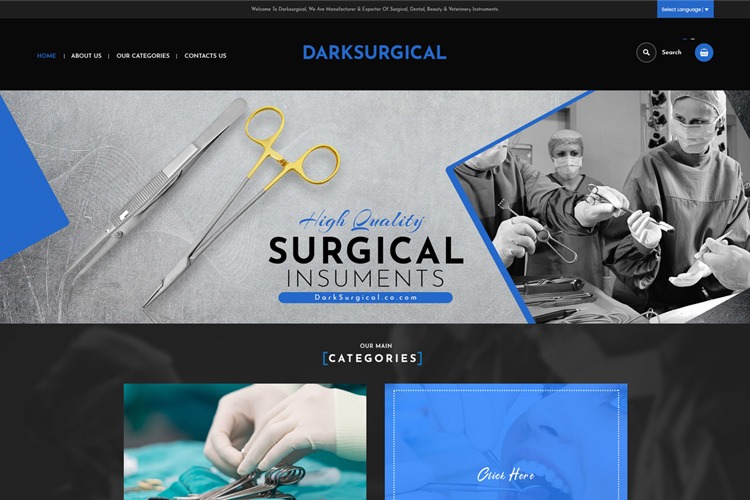 Welcome To Darksurgical, We Are Manufacturer & Exporter Of Surgical, Dental, Beauty & Veterinary Instruments
Select Language | ▼
HOME | ABOUT US | OUR CATEGORIES | CONTACTS US
DARKSURGICAL
Search
High Quality
SURGICAL
INSUMENTS
DarkSurgical.co.com
OUR MAIN
[CATEGORIES]
Click Here